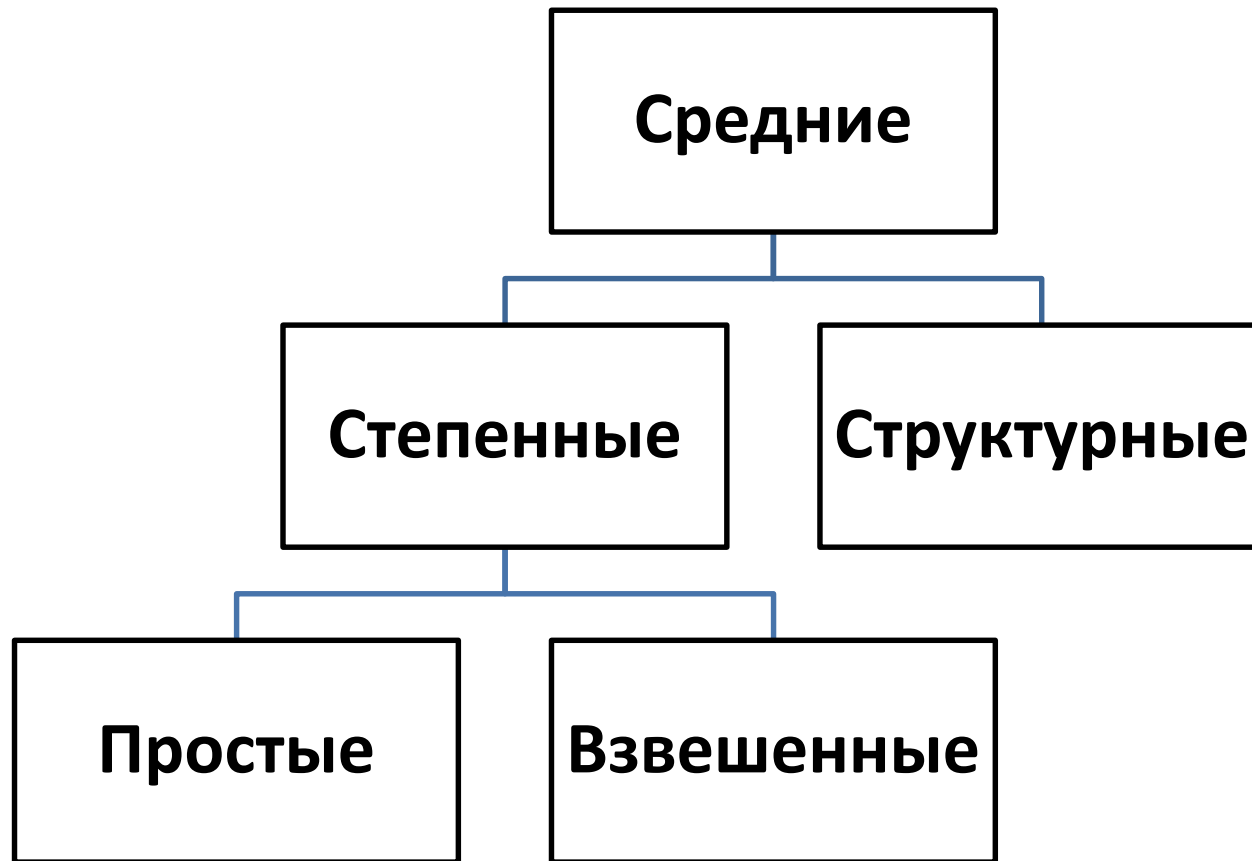 Средние
Степенные
Структурные
Простые
Взвешенные